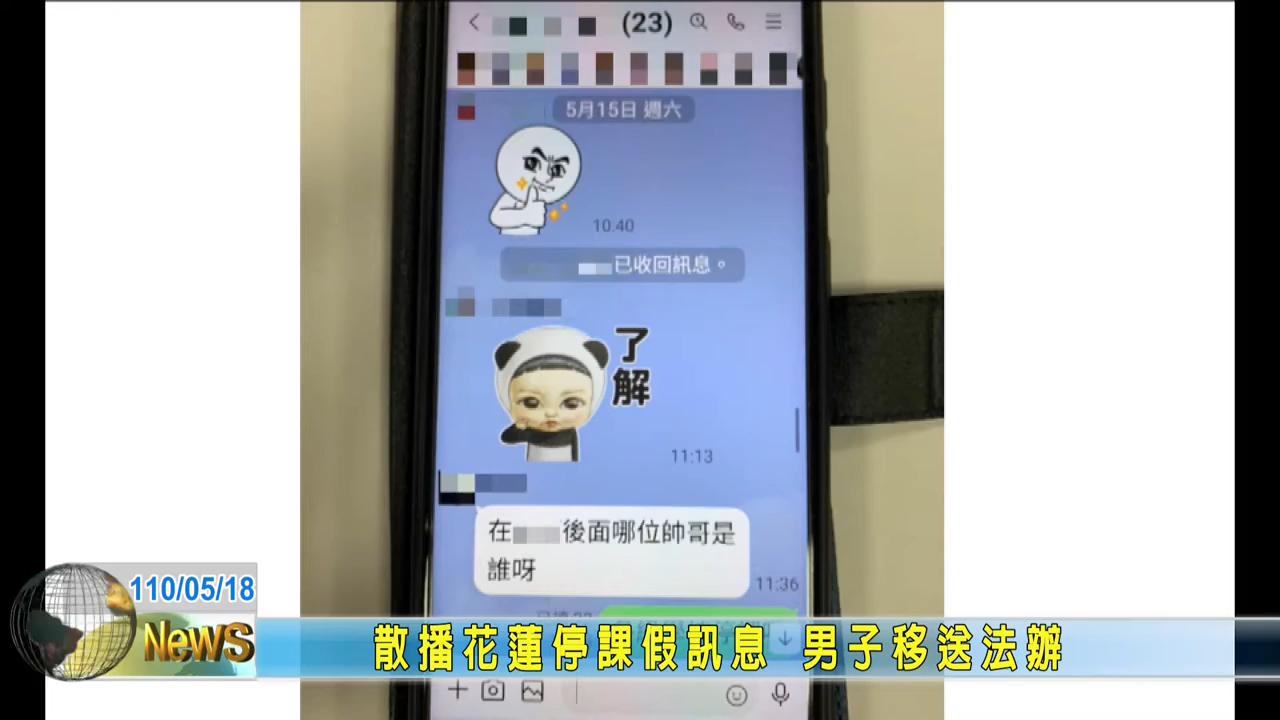 (23)
5月15日 週六
10:40
已收回訊息。
了
解
11:13
在 後面哪位帥哥是
誰呀
11:36
110/05/18
NewS
散播花蓮停課假訊息 男子移送法辦